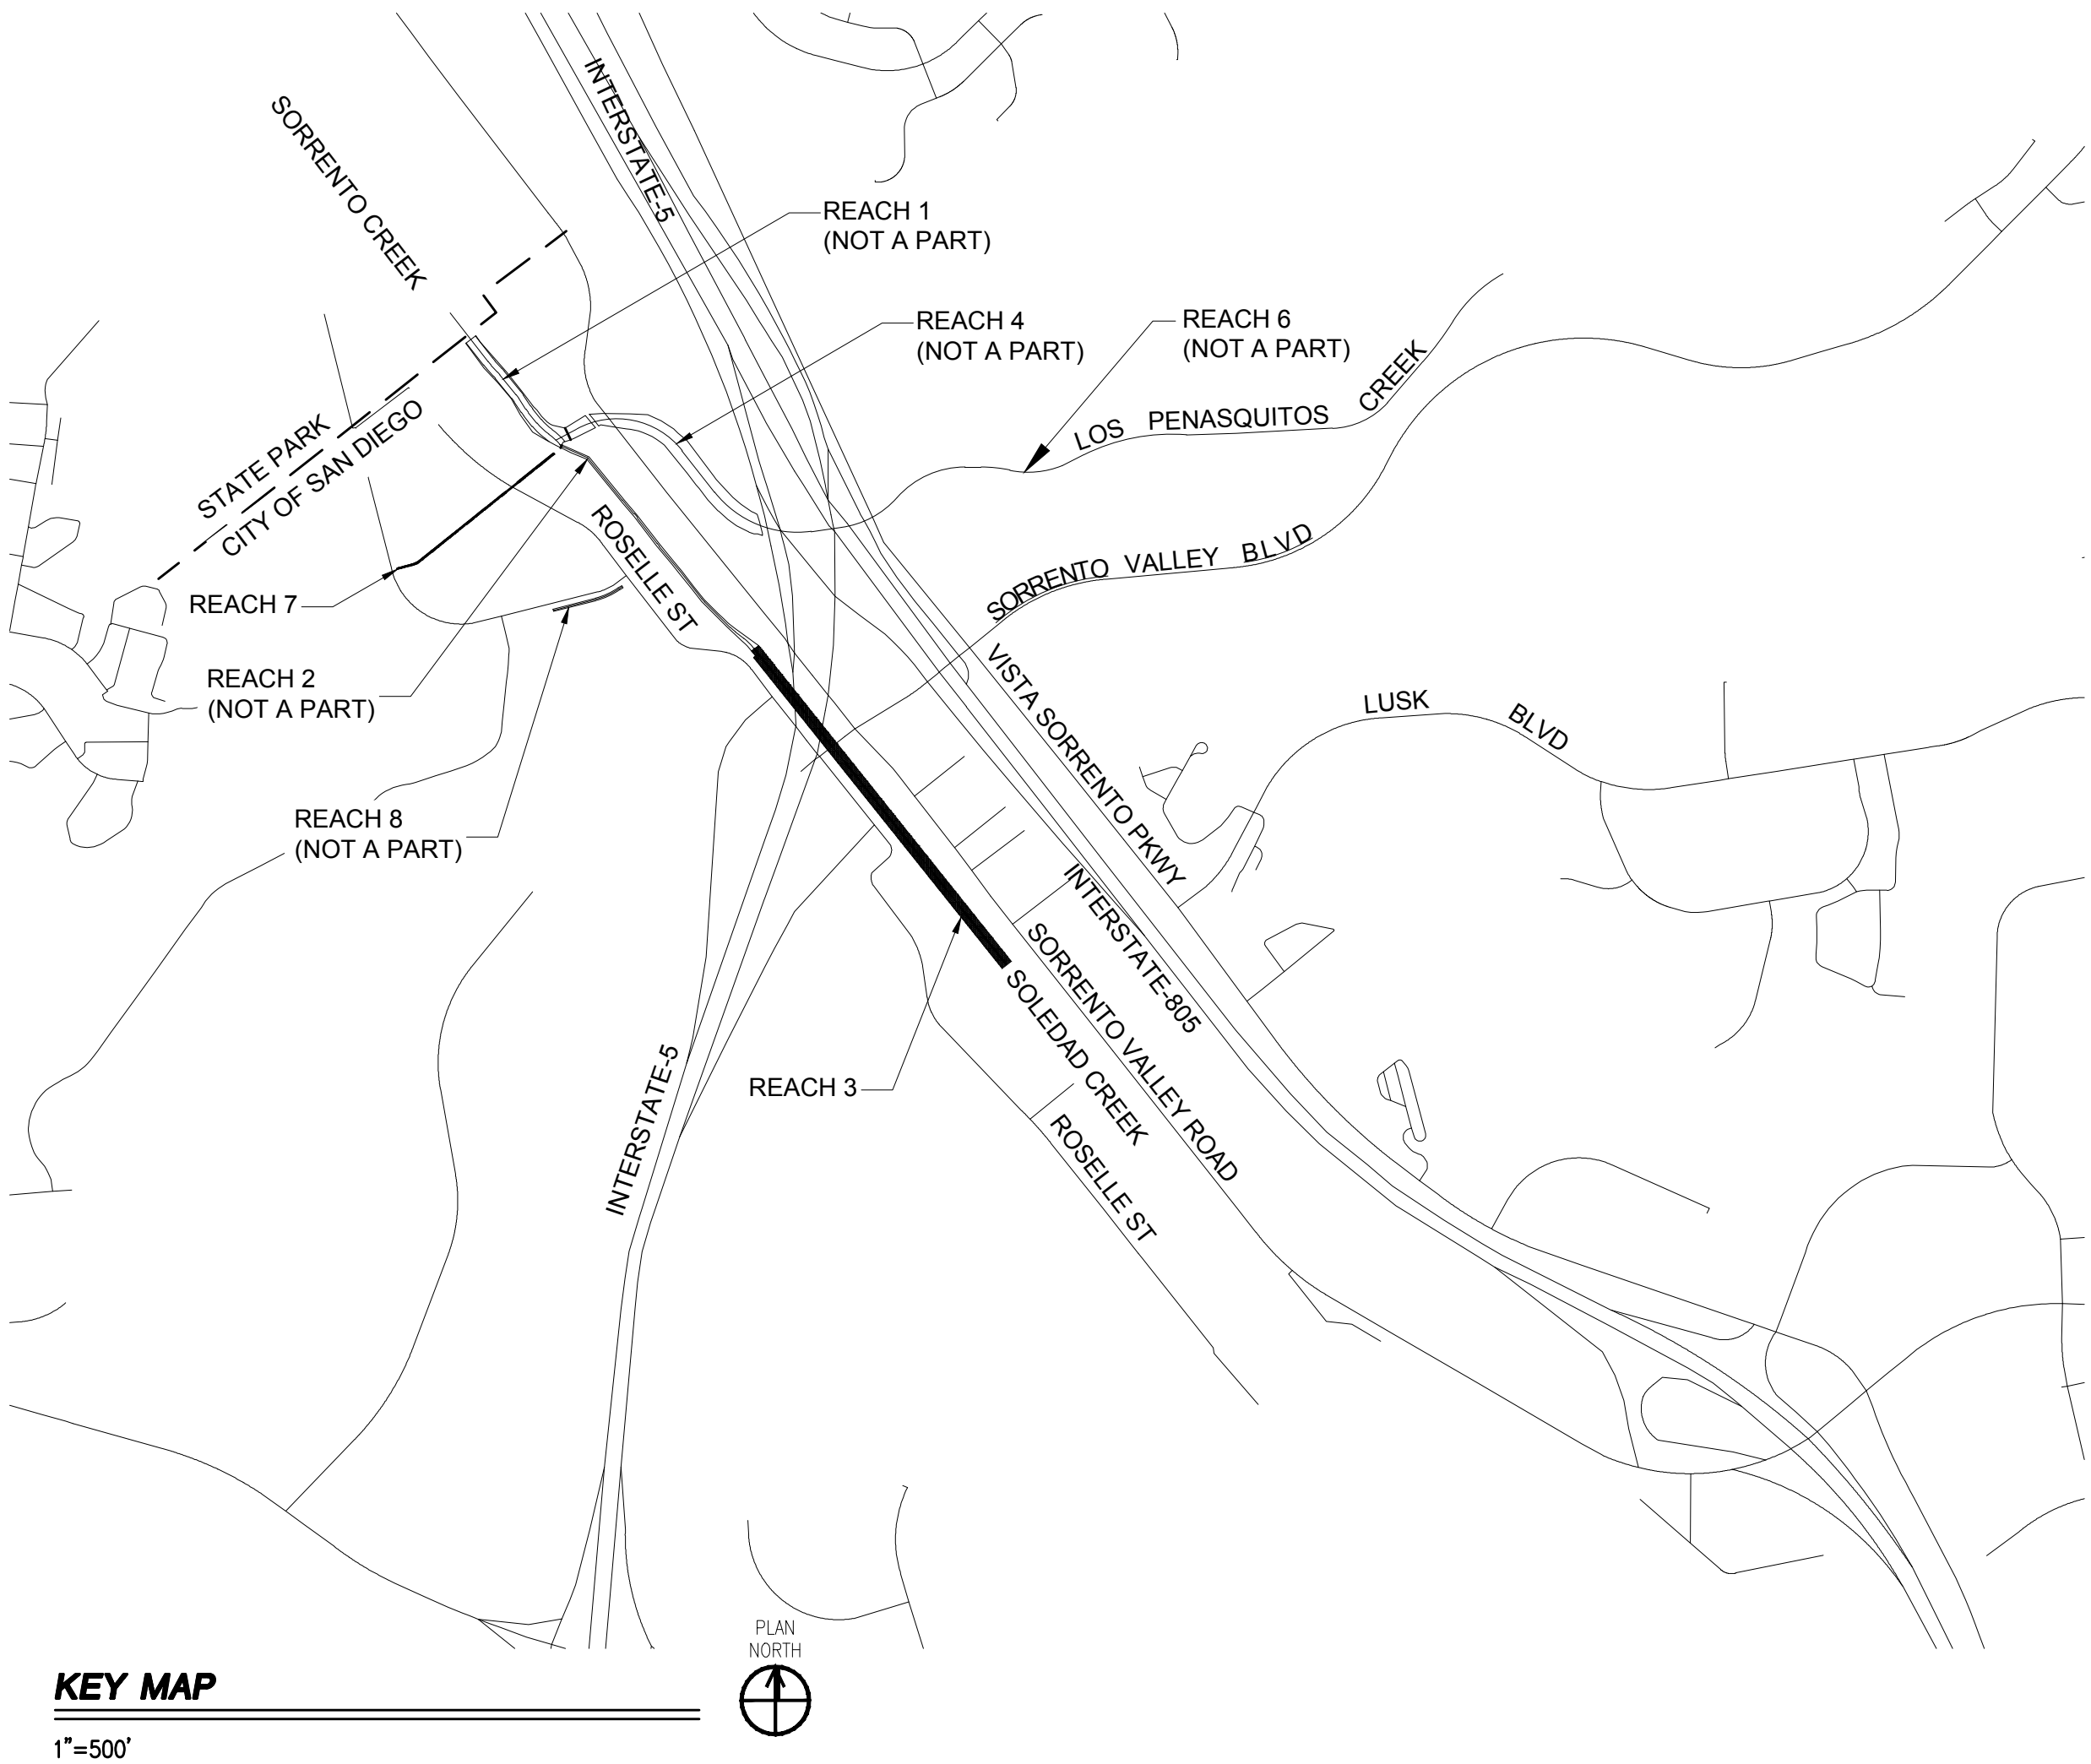 INTERSTATE-5
SORRENTO CREEK
REACH 1
(NOT A PART)
REACH 4
(NOT A PART)
REACH 6
(NOT A PART)
LOS PENASQUITOS CREEK
STATE PARK
CITY OF SAN DIEGO
ROSELLE ST
SORRENTO VALLEY BLVD
REACH 7
REACH 2
(NOT A PART)
VISTA SORRENTO PKWY
LUSK BLVD
REACH 8
(NOT A PART)
INTERSTATE-805
SORRENTO VALLEY ROAD
SOLEDAD CREEK
REACH 3
INTERSTATE-5
ROSELLE ST
PLAN
NORTH
KEY MAP
1"=500'